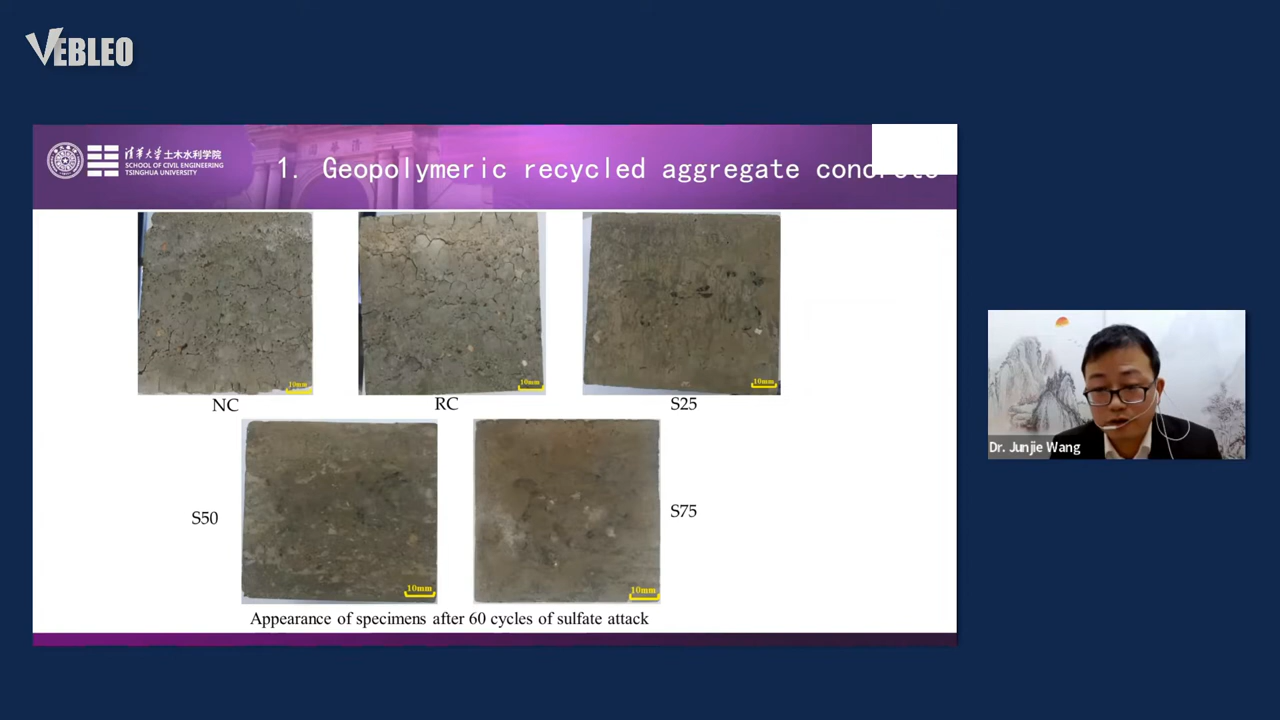 VEBLEO
清华大学土木水利学院
SCHOOL OF CIVIL ENGINEERING
TSINGHUA UNIVERSITY
1. Geopolymeric recycled aggregate concrete
10mm
10mm
10mm
NC
RC
S25
S50
S75
10mm
10mm
Appearance of specimens after 60 cycles of sulfate attack
Dr. Junjie Wang